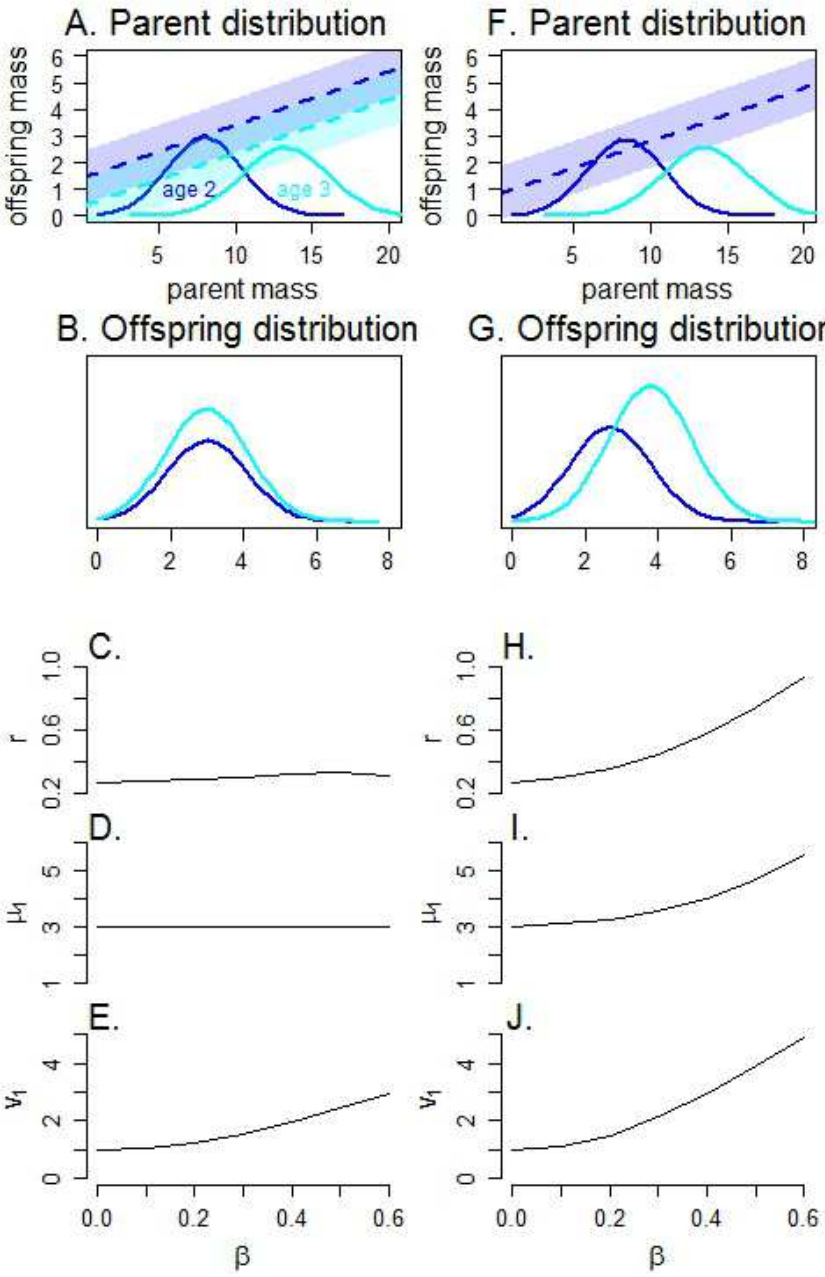 A. Parent distribution
offspring mass
0 1 2 3 4 5 6
age 2
age 3
5 10 15 20
parent mass
F. Parent distribution
offspring mass
0 1 2 3 4 5 6
5 10 15 20
parent mass
B. Offspring distribution
0 2 4 6 8
G. Offspring distribution
0 2 4 6 8
C.
r
0.2 0.6 1.0
H.
r
0.2 0.6 1.0
D.
μ1
1 3 5
I.
μ1
1 3 5
E.
v1
0 2 4
0.0 0.2 0.4 0.6
β
J.
v1
0 2 4
0.0 0.2 0.4 0.6
β